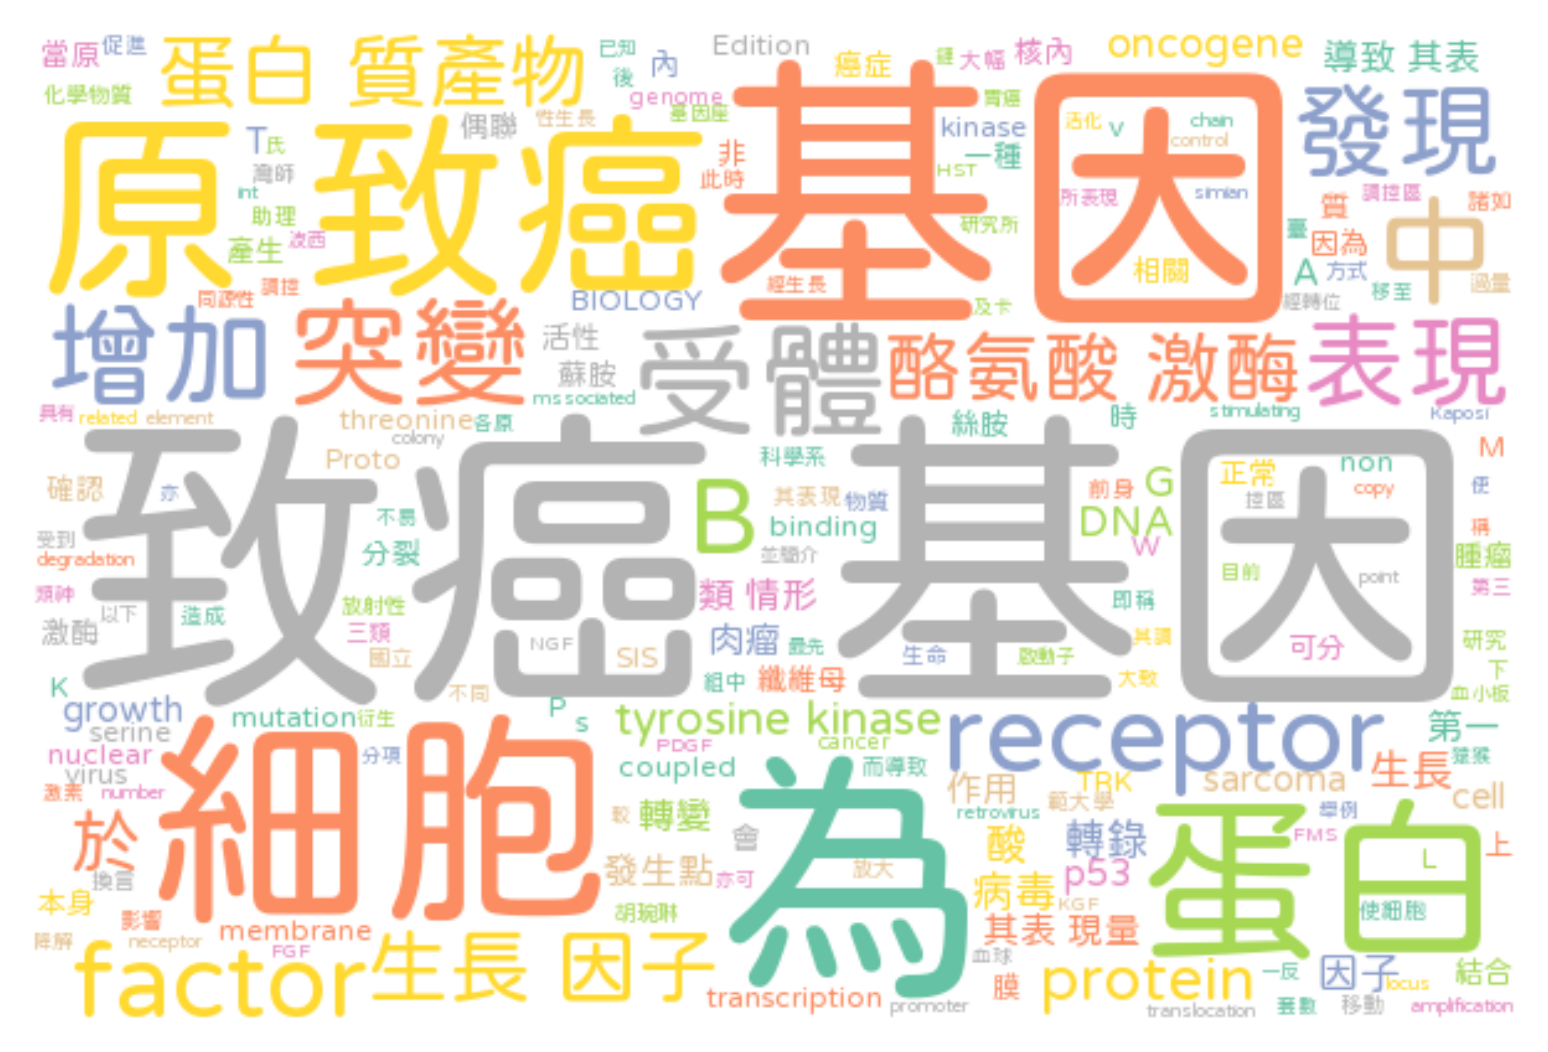 當原 促進 蛋白 質產物 已知 後 內 Edition 癌症 鏈 大幅 核內 oncogene 導致 其表
化學物質 genome 基因座 胃癌 發現
原 致癌 基因
T 氏 偶聯 性生長 非 kinase 活化 v chain control
灣師 此時 HST 一種 所表現 simian 質 調控區 諸如
int 助理 研究所 臺 因為 中
產生 波西 相關 A 方式 過量
同源性 調控 BIOLOGY 經生長 及卡 經轉位 移至
增加 突變 活性 受體 酪氨酸 激酶 表現
蘇胺 mssociated
具有 related element threonine 各原 絲胺 時 stimulating Kaposi
致癌 基因
colony Proto 科學系 正常 non M
確認 亦 B 其表現 物質 前身 G 控區 copy 便
受到 不易 binding DNA 稱
degradation 分裂 並簡介 W 腫瘤
類神 放射性 類 情形 即稱 目前 point 第三
激酶 以下 造成 三類 NGF SIS 肉瘤 最先 生命 啟動子 其調 可分 研究
國立 下
K 不同 組中 纖維母 大致 血小板
growth mutation 衍生 P s tyrosine kinase receptor 第一
serine PDGF cancer
nuclear 分項 coupled 而導致 生長 猿猴
virus 細胞 為 作用 TRK sarcoma cell
激素 number 較 轉變 retrovirus 範大學 舉例
於 會 酸 轉錄 蛋白 FMS 上
換言 發生點 亦可 放大 p53 L
本身 胡琬琳 病毒 KGF 使細胞
影響 membrane 其表 現量
降解 neceptor FGF 血球
factor 生長 因子 膜 protein 一反 因子 locus 結合
transcription promoter translocation 移動 amplification